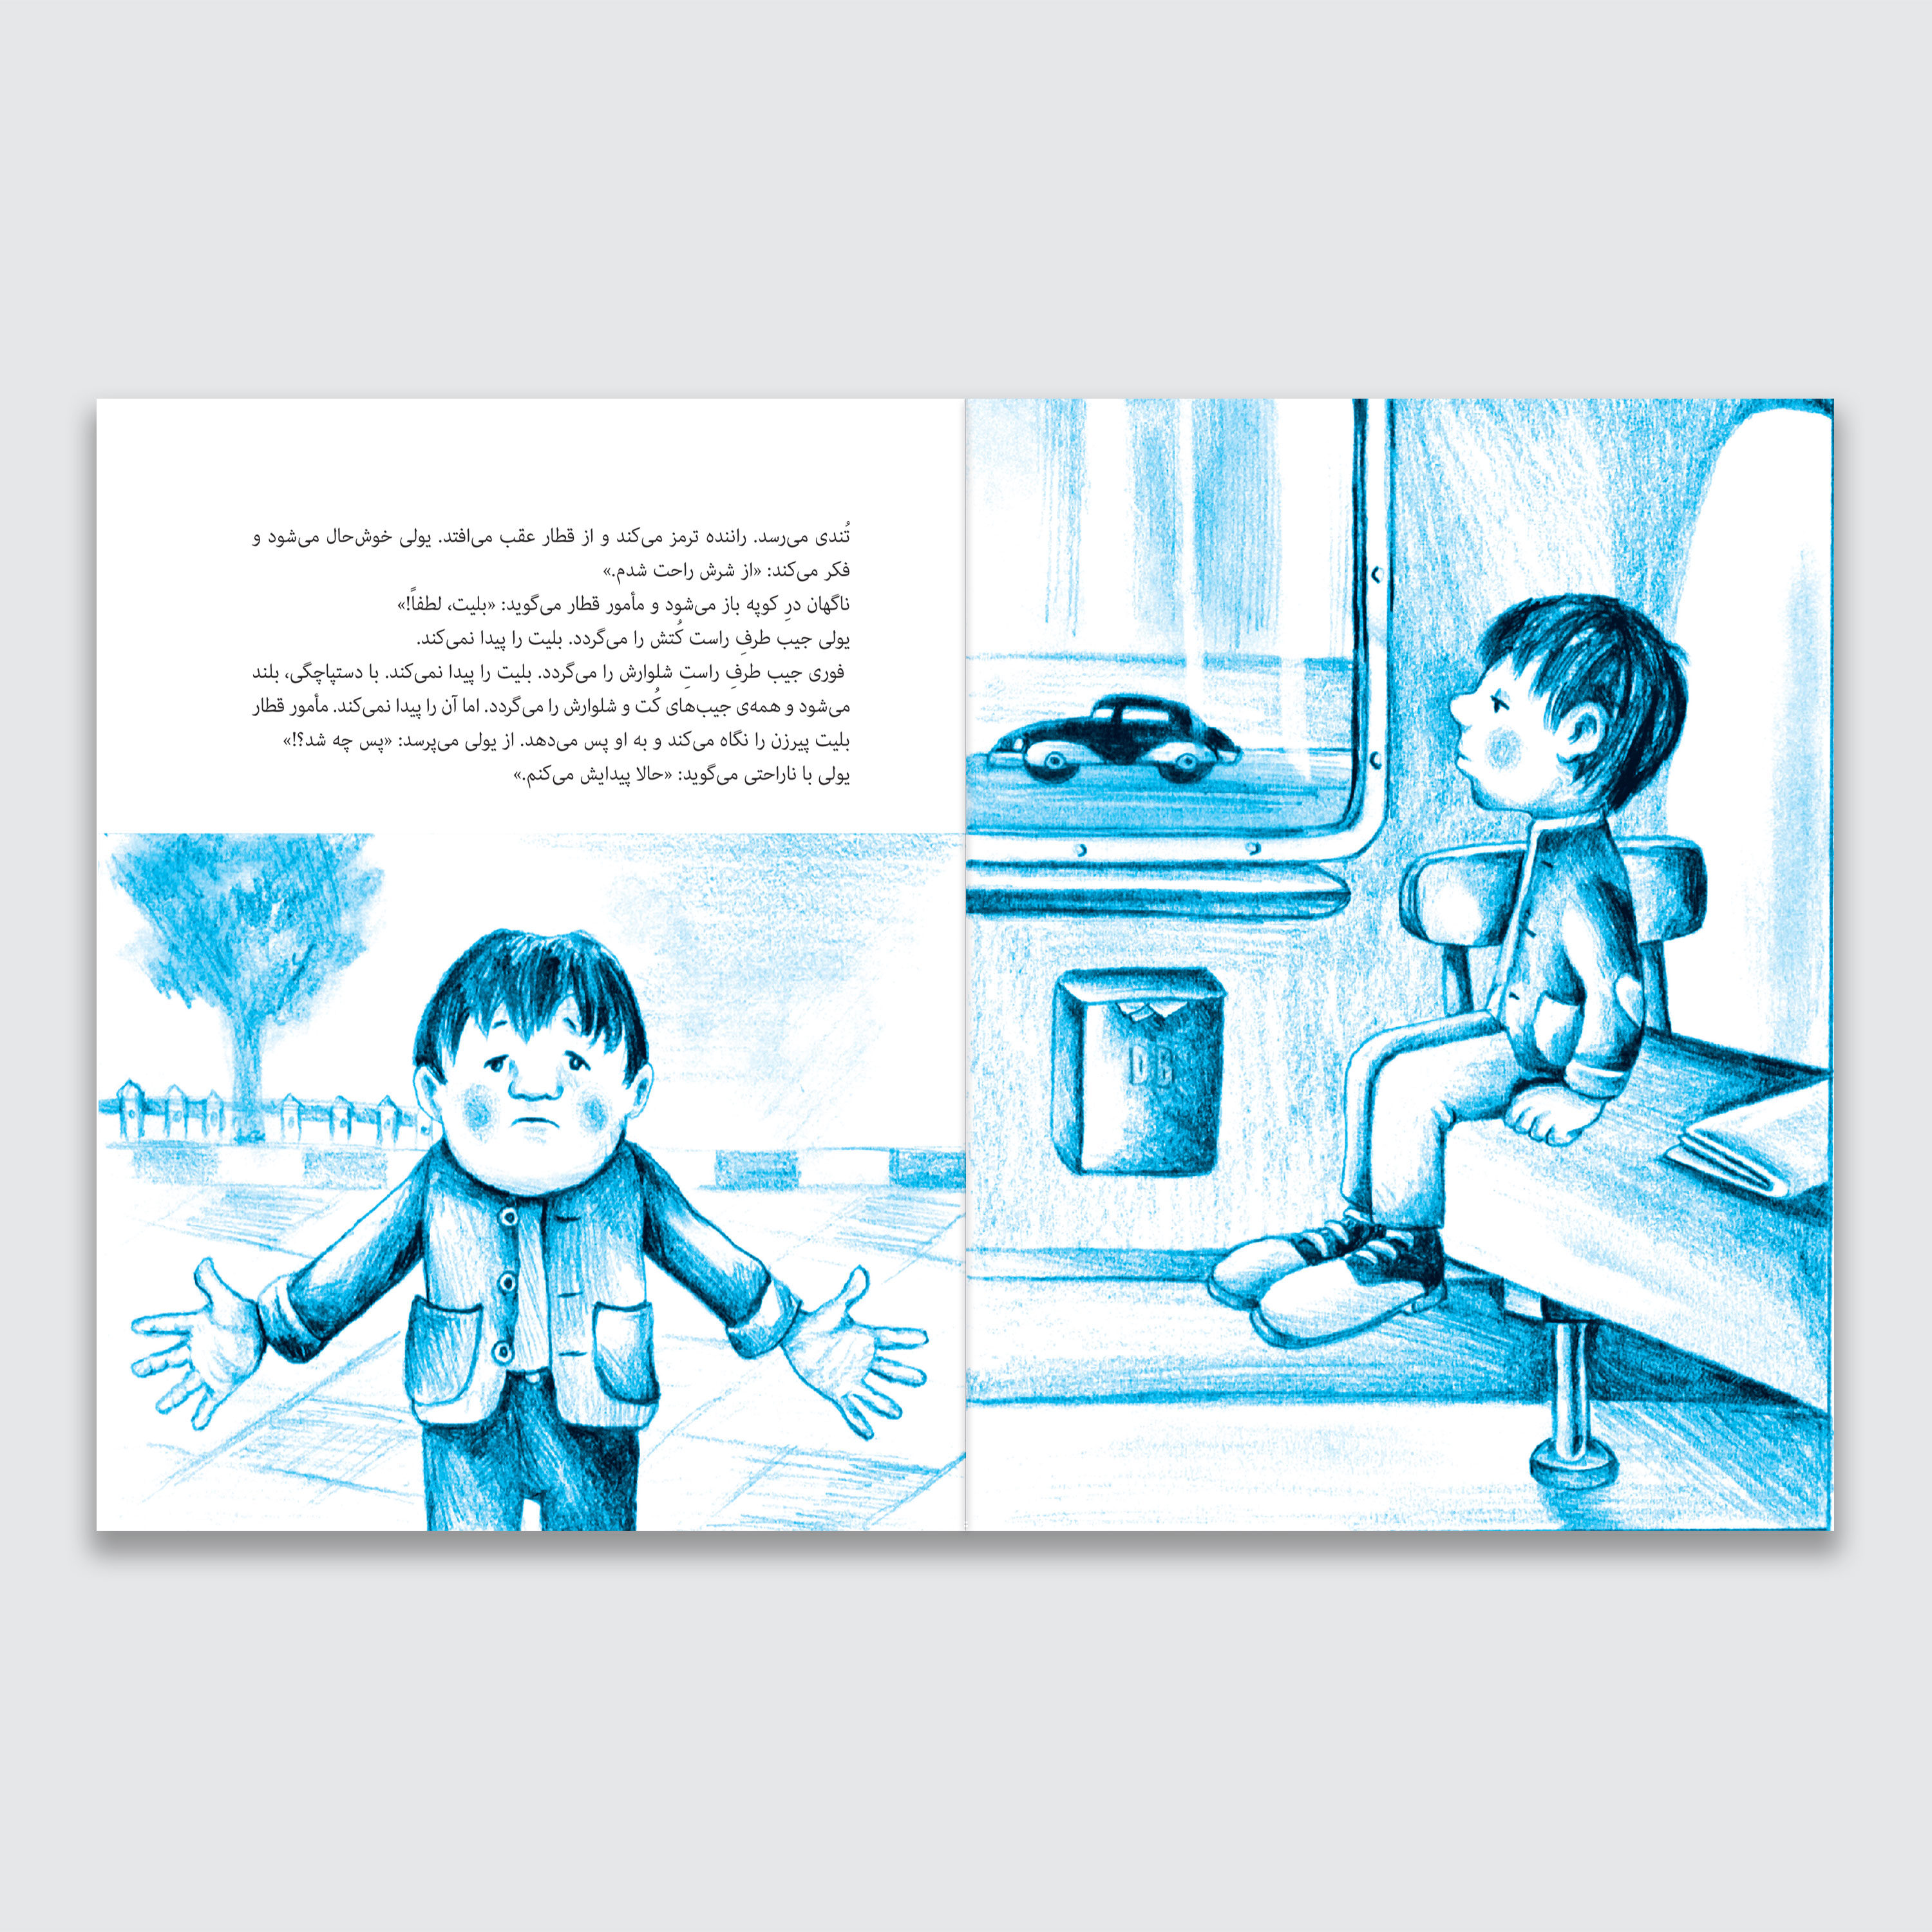 تُندی می‌رسد. راننده ترمز می‌کند و از قطار عقب می‌افتد. یولی خوش‌حال می‌شود و
فکر می‌کند: «از شرش راحت شدم.»
ناگهان درِ کوپه باز می‌شود و مأمور قطار می‌گوید: «بلیت، لطفاً!»
یولی جیب طرفِ راست کُتش را می‌گردد. بلیت را پیدا نمی‌کند.
فوری جیب طرفِ راستِ شلوارش را می‌گردد. بلیت را پیدا نمی‌کند. با دستپاچگی، بلند
می‌شود و همه‌ی جیب‌های کُت و شلوارش را می‌گردد. اما آن را پیدا نمی‌کند. مأمور قطار
بلیت پیرزن را نگاه می‌کند و به او پس می‌دهد. از یولی می‌پرسد: «پس چه شد؟!»
یولی با ناراحتی می‌گوید: «حالا پیدایش می‌کنم.»